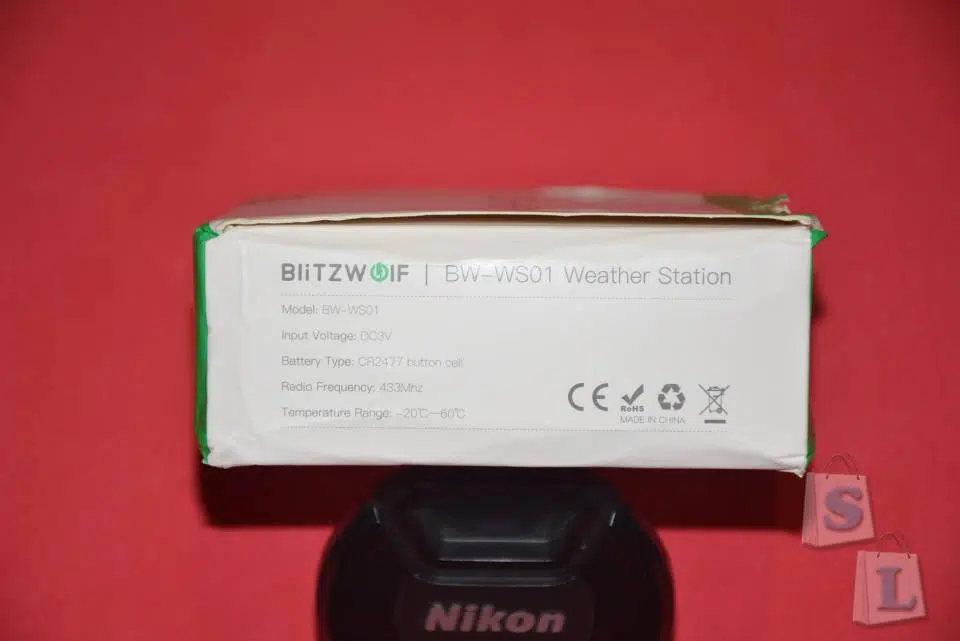 BLiTZWOlF | BW-WS01 Weather Station
Model: BW-WS01
Input Voltage: DC3V
Battery Type: CR2477 button cell
Radio Frequency: 433Mhz
Temperature Range: -20℃—60℃
CE
RoHS
MADE IN CHINA
Nikon
S
L